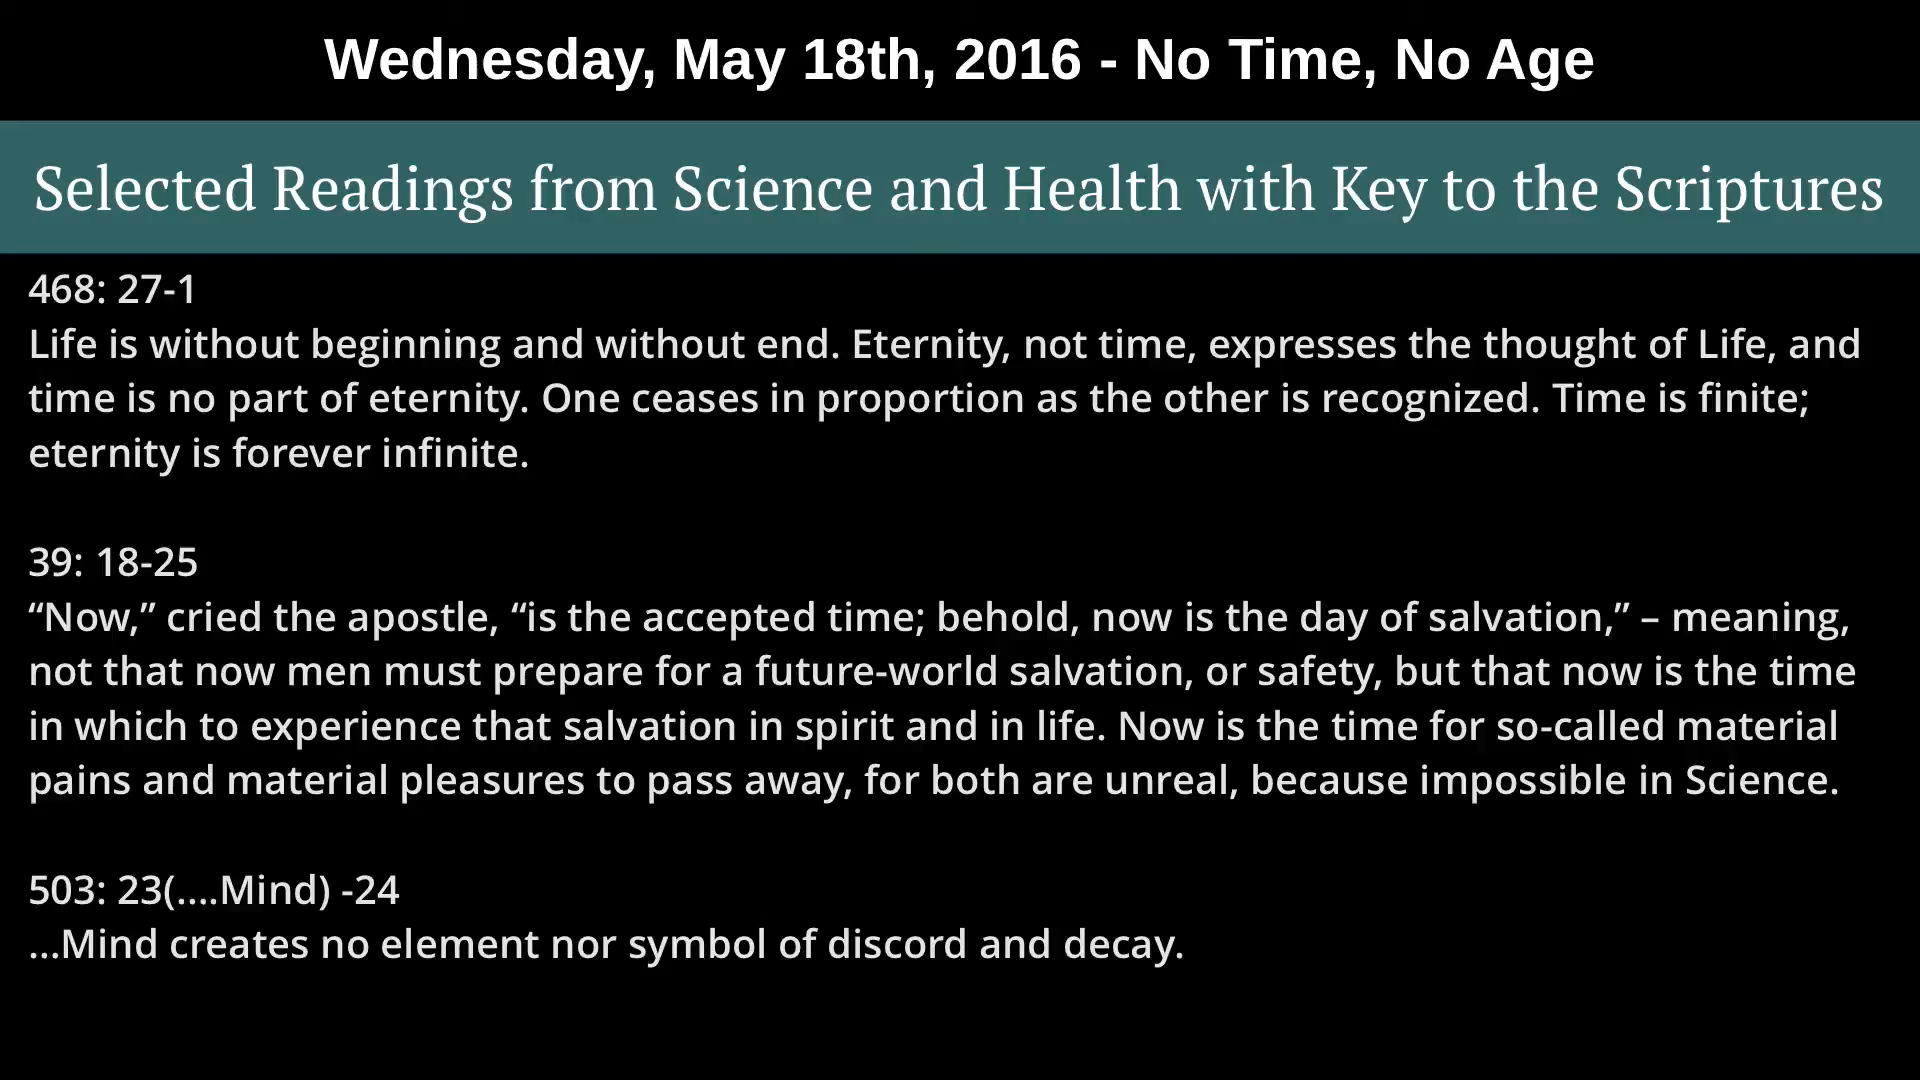 Wednesday, May 18th, 2016 - No Time, No Age
Selected Readings from Science and Health with Key to the Scriptures
468: 27-1
Life is without beginning and without end. Eternity, not time, expresses the thought of Life, and
time is no part of eternity. One ceases in proportion as the other is recognized. Time is finite;
eternity is forever infinite.
39: 18-25
“Now,” cried the apostle, “is the accepted time; behold, now is the day of salvation,” – meaning,
not that now men must prepare for a future-world salvation, or safety, but that now is the time
in which to experience that salvation in spirit and in life. Now is the time for so-called material
pains and material pleasures to pass away, for both are unreal, because impossible in Science.
503: 23(....Mind) -24
...Mind creates no element nor symbol of discord and decay.